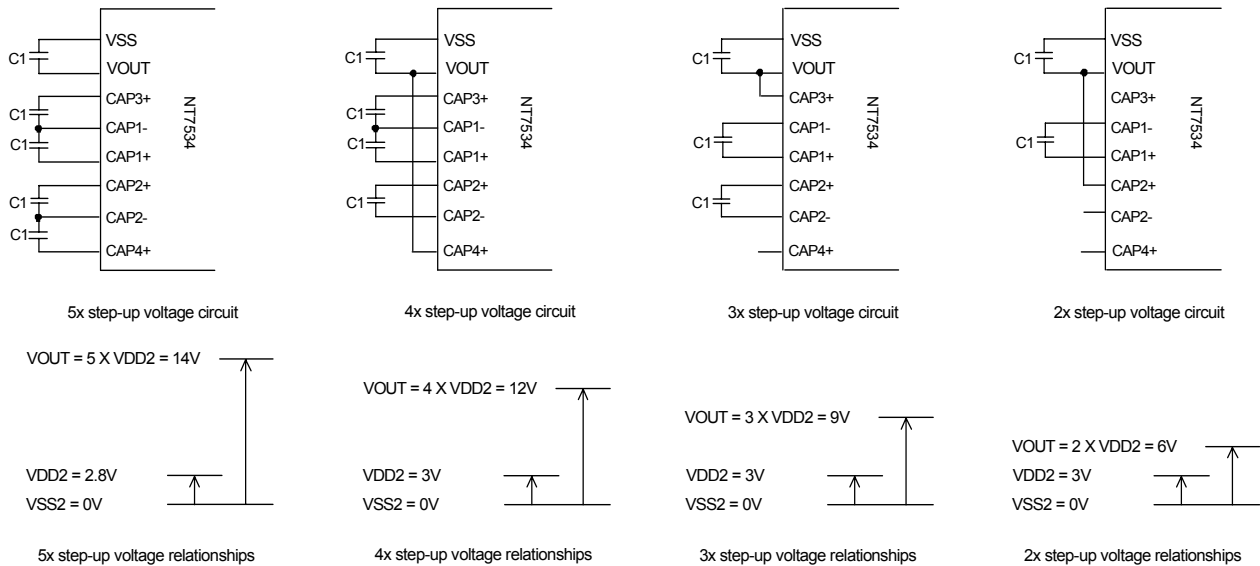 VSS
VOUT
CAP3+
CAP1-
CAP1+
CAP2+
CAP2-
CAP4+
C1
C1
C1
C1
C1
NT7534
5x step-up voltage circuit
VSS
VOUT
CAP3+
CAP1-
CAP1+
CAP2+
CAP2-
CAP4+
C1
C1
C1
C1
NT7534
4x step-up voltage circuit
VSS
VOUT
CAP3+
CAP1-
CAP1+
CAP2+
CAP2-
CAP4+
C1
C1
C1
NT7534
3x step-up voltage circuit
VSS
VOUT
CAP3+
CAP1-
CAP1+
CAP2+
CAP2-
CAP4+
C1
C1
NT7534
2x step-up voltage circuit
VOUT = 5 X VDD2 = 14V
VDD2 = 2.8V
VSS2 = 0V
5x step-up voltage relationships
VOUT = 4 X VDD2 = 12V
VDD2 = 3V
VSS2 = 0V
4x step-up voltage relationships
VOUT = 3 X VDD2 = 9V
VDD2 = 3V
VSS2 = 0V
3x step-up voltage relationships
VOUT = 2 X VDD2 = 6V
VDD2 = 3V
VSS2 = 0V
2x step-up voltage relationships